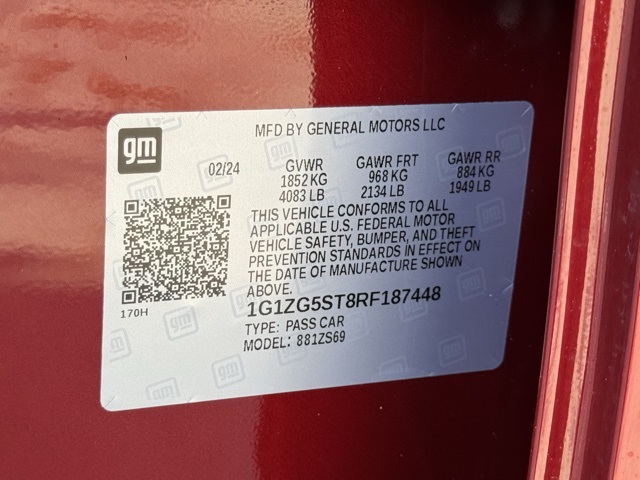 gm
MFD BY GENERAL MOTORS LLC
02/24 GVWR GAWR FRT GAWR RR
1852 KG 968 KG 884 KG
4083 LB 2134 LB 1949 LB
THIS VEHICLE CONFORMS TO ALL
APPLICABLE U.S. FEDERAL MOTOR
VEHICLE SAFETY, BUMPER, AND THEFT
PREVENTION STANDARDS IN EFFECT ON
THE DATE OF MANUFACTURE SHOWN
ABOVE.
170H
1G1ZG5ST8RF187448
TYPE: PASS CAR
MODEL: 881ZS69